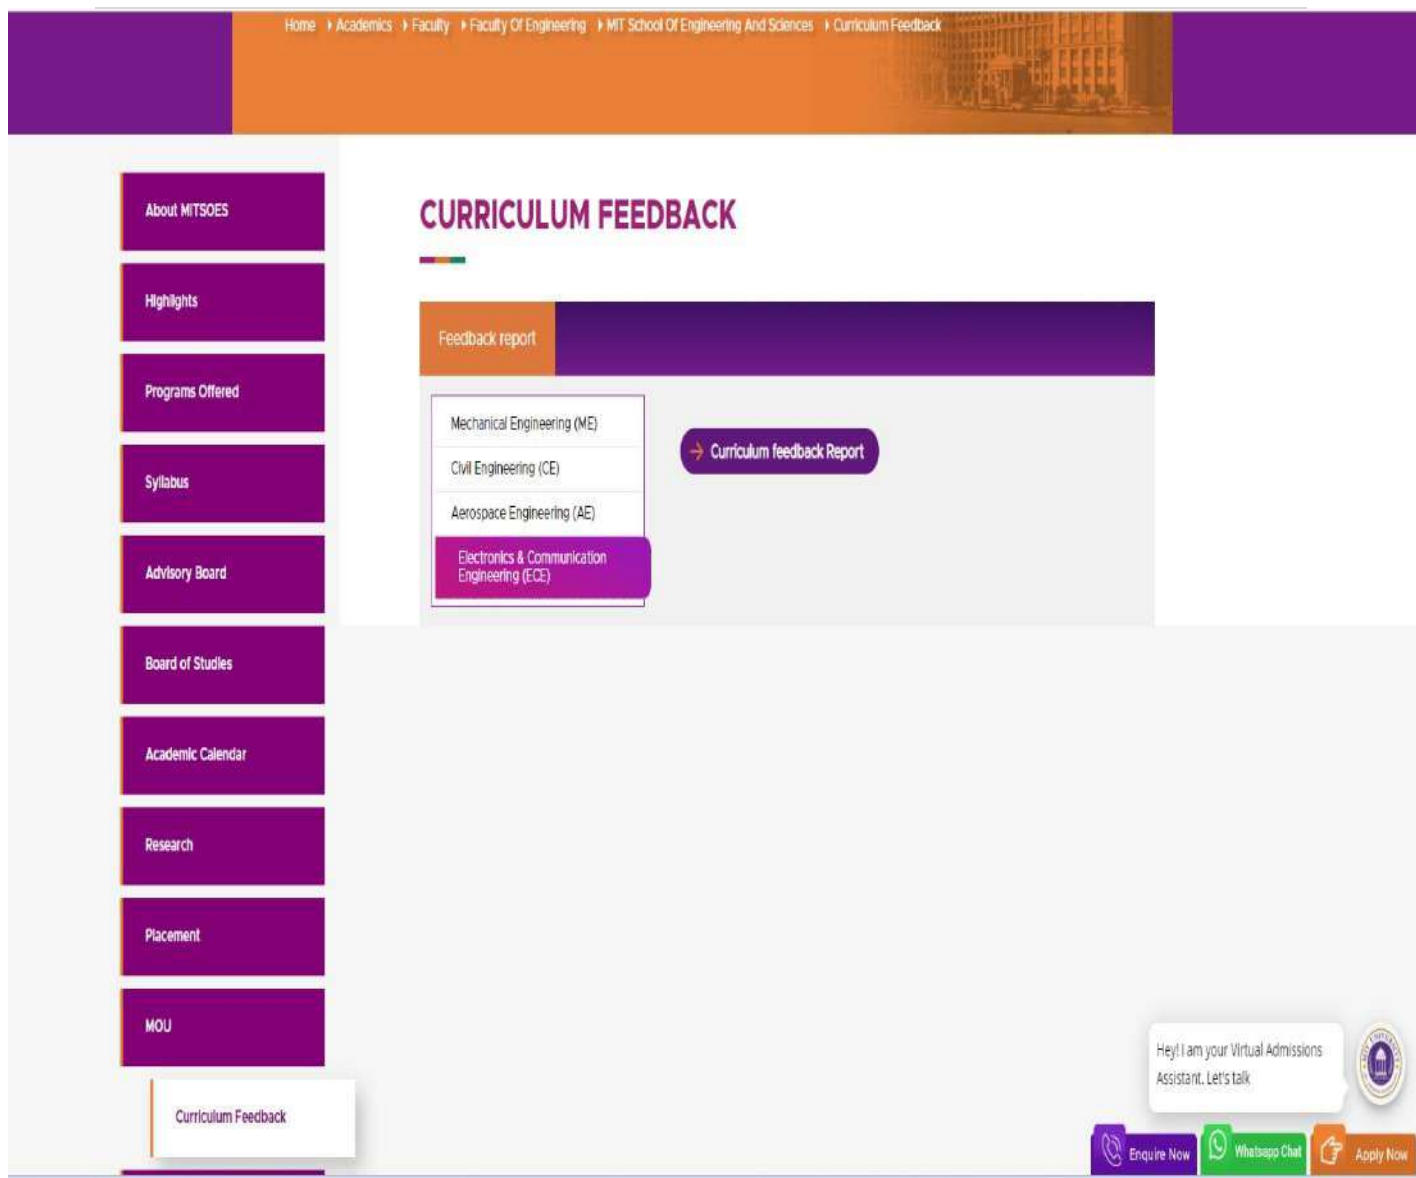 Home Academics Faculty Faculty Of Engineering MIT School Of Engineering And Sciences Curriculum Feedback
About MITSOES
Highlights
Programs Offered
Syllabus
Advisory Board
Board of Studies
Academic Calendar
Research
Placement
MOU
Curriculum Feedback
CURRICULUM FEEDBACK
Feedback report
Mechanical Engineering (ME)
Civil Engineering (CE)
Aerospace Engineering (AE)
Electronics & Communication
Engineering (ECE)
→ Curriculum feedback Report
Hey! I am your Virtual Admissions
Assistant. Let's talk
Enquire Now
Whatsapp Chat
Apply Now